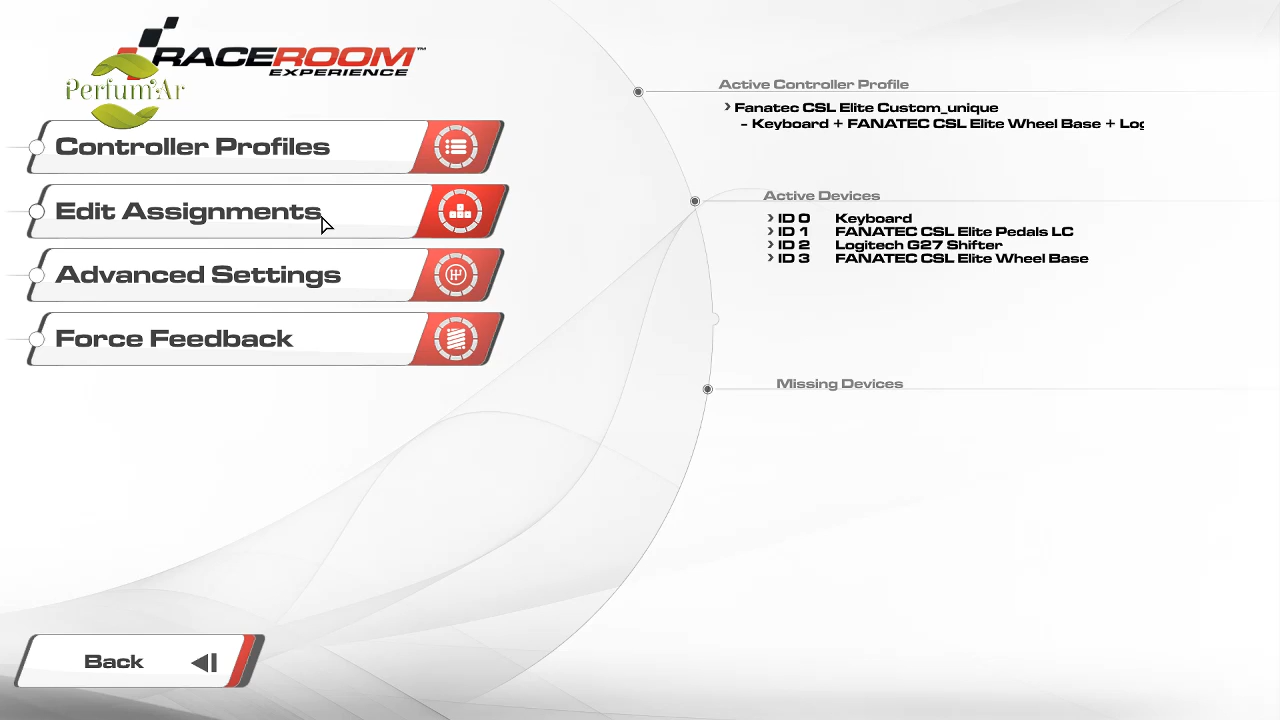 RACEROOM™
EXPERIENCE
Perfum'Ar
Controller Profiles
Edit Assignments
Advanced Settings
Force Feedback
Back
Active Controller Profile
Fanatec CSL Elite Custom_unique
- Keyboard + FANATEC CSL Elite Wheel Base + Log
Active Devices
ID 0 Keyboard
ID 1 FANATEC CSL Elite Pedals LC
ID 2 Logitech G27 Shifter
ID 3 FANATEC CSL Elite Wheel Base
Missing Devices